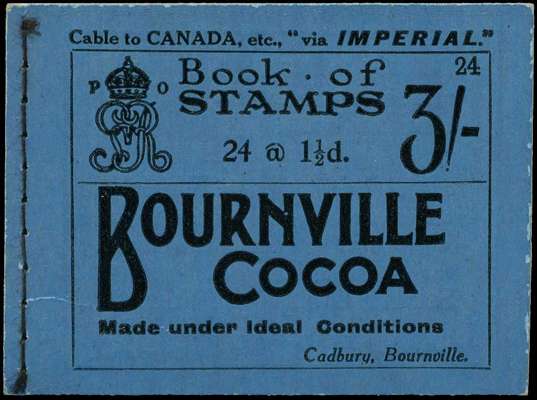 Cable to CANADA, etc., "via IMPERIAL."
P GR O
Book · of
STAMPS
24 @ 1½d.
24
3/-
BOURNVILLE
COCOA
Made under Ideal Conditions
Cadbury, Bournville.